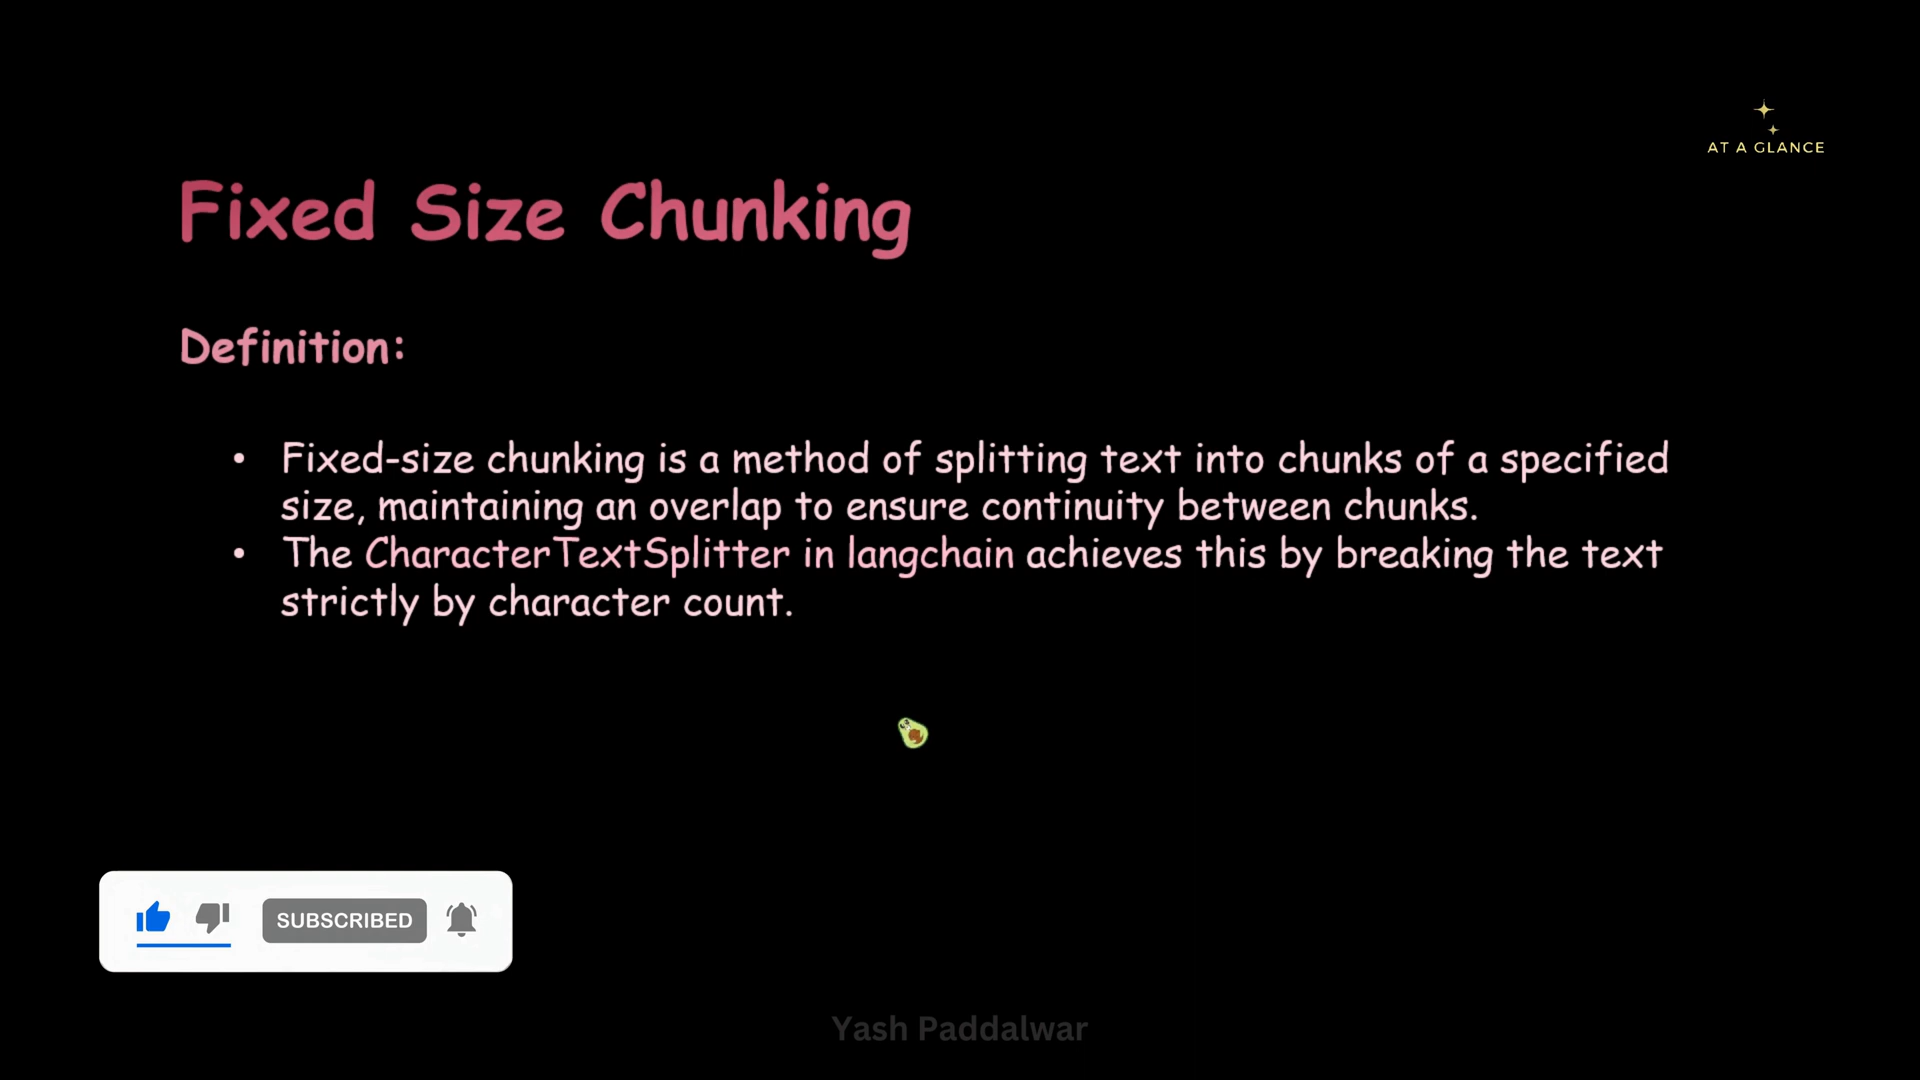 AT A GLANCE
Fixed Size Chunking
Definition:
• Fixed-size chunking is a method of splitting text into chunks of a specified
size, maintaining an overlap to ensure continuity between chunks.
• The CharacterTextSplitter in langchain achieves this by breaking the text
strictly by character count.
SUBSCRIBED
Yash Paddalwar